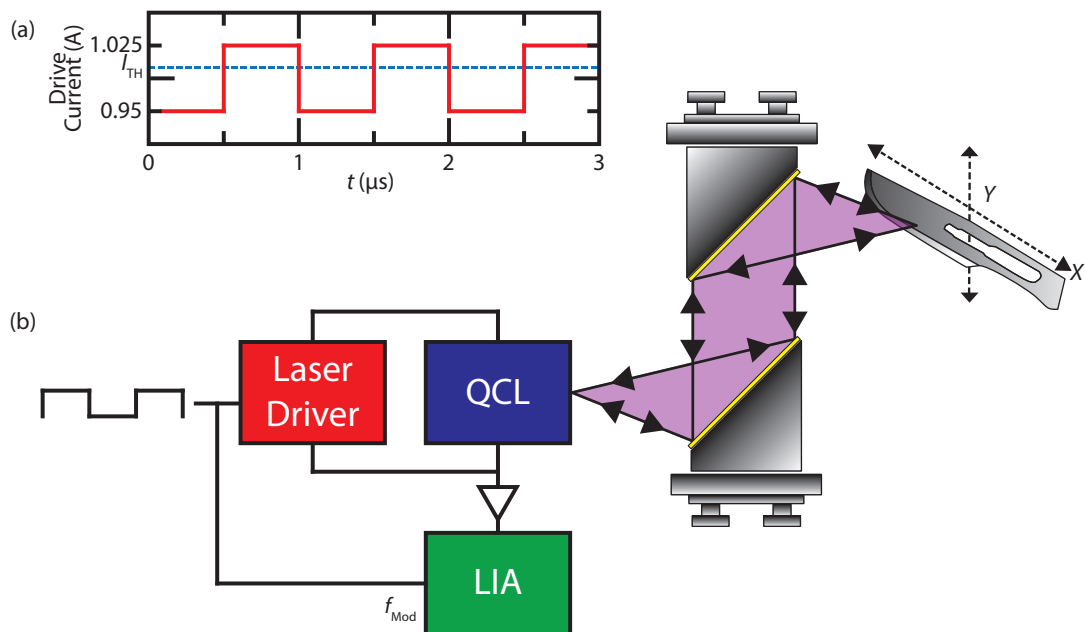 (a)
Drive
Current (A)
1.025
I_TH
0.95
0
1
2
3
t (μs)
Y
X
(b)
Laser
Driver
QCL
LIA
f_Mod